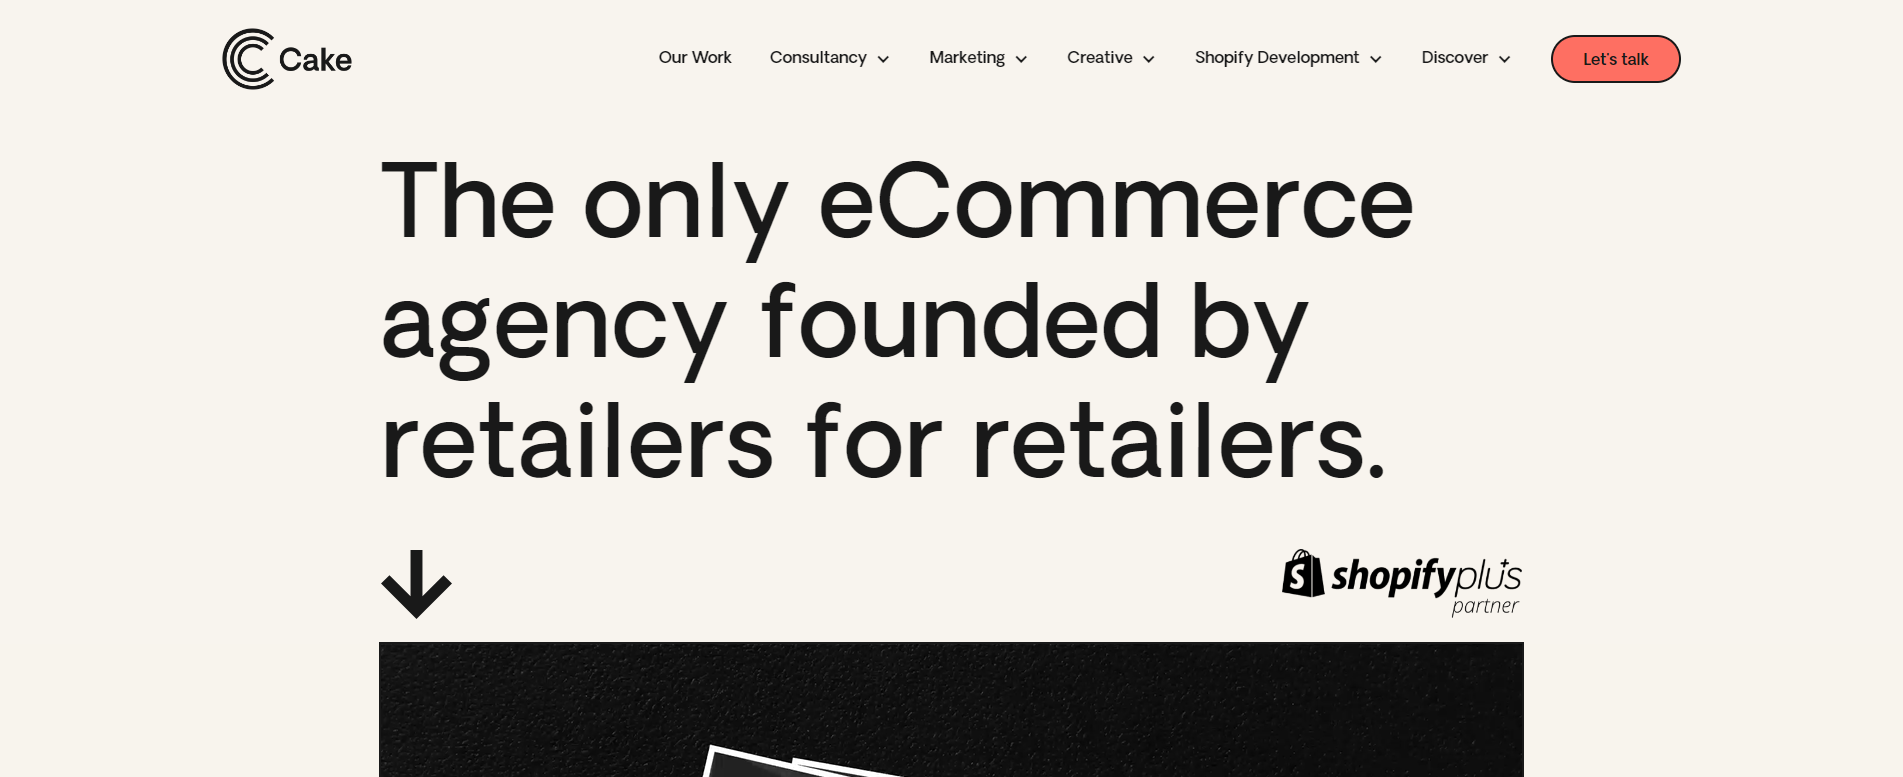 Cake
Our Work
Consultancy
Marketing
Creative
Shopify Development
Discover
Let's talk
The only eCommerce
agency founded by
retailers for retailers.
shopifyplus
partner